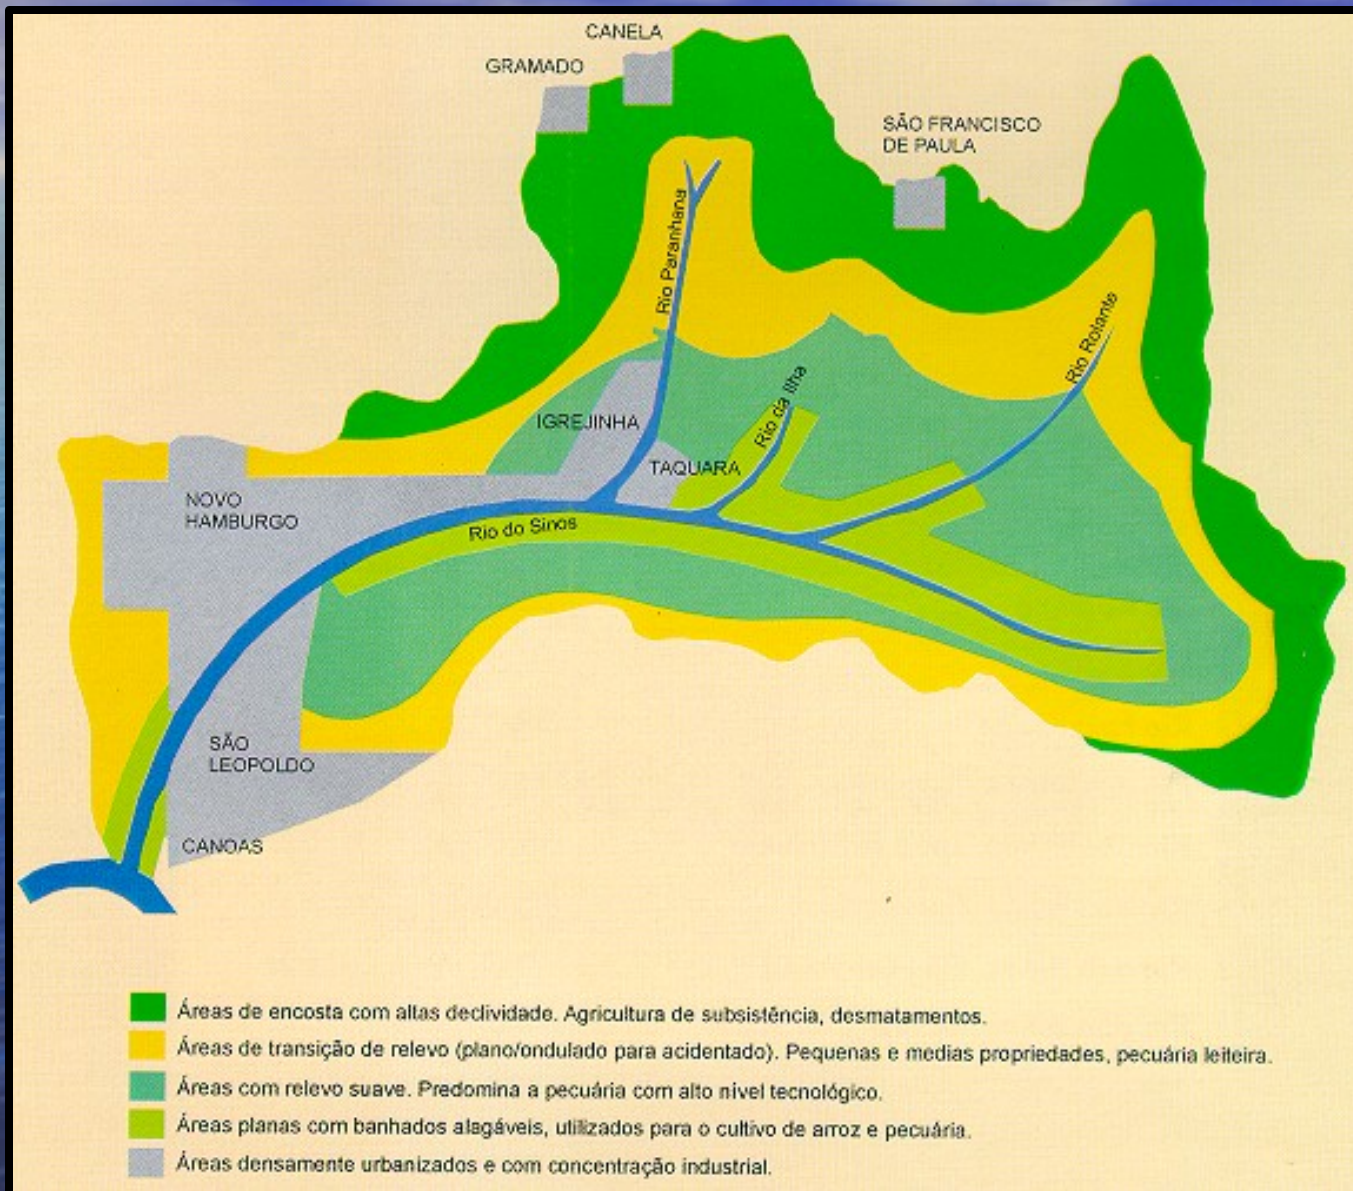 CANELA
GRAMADO
SÃO FRANCISCO
DE PAULA
Rio Paranhana
Rio Rolante
Rio da Ilha
IGREJINHA
TAQUARA
NOVO
HAMBURGO
Rio do Sinos
SÃO
LEOPOLDO
CANOAS
Áreas de encosta com altas declividade. Agricultura de subsistência, desmatamentos.
Áreas de transição de relevo (plano/ondulado para acidentado). Pequenas e medias propriedades, pecuária leiteira.
Áreas com relevo suave. Predomina a pecuária com alto nível tecnológico.
Áreas planas com banhados alagáveis, utilizados para o cultivo de arroz e pecuária.
Áreas densamente urbanizados e com concentração industrial.